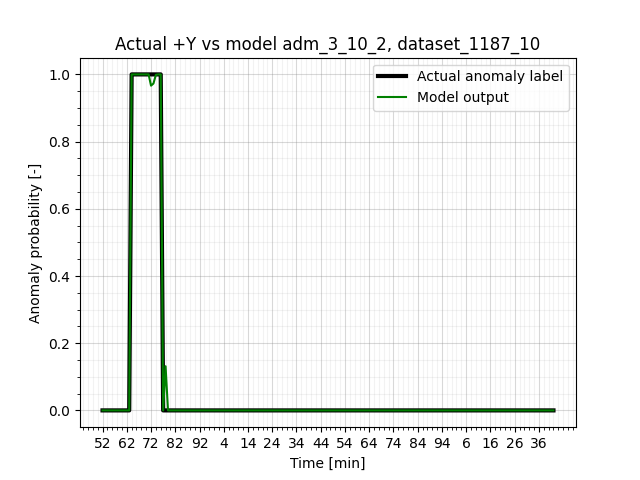 Actual +Y vs model adm_3_10_2, dataset_1187_10
Actual anomaly label
Model output
Anomaly probability [-]
1.0
0.8
0.6
0.4
0.2
0.0
52 62 72 82 92 4 14 24 34 44 54 64 74 84 94 6 16 26 36
Time [min]